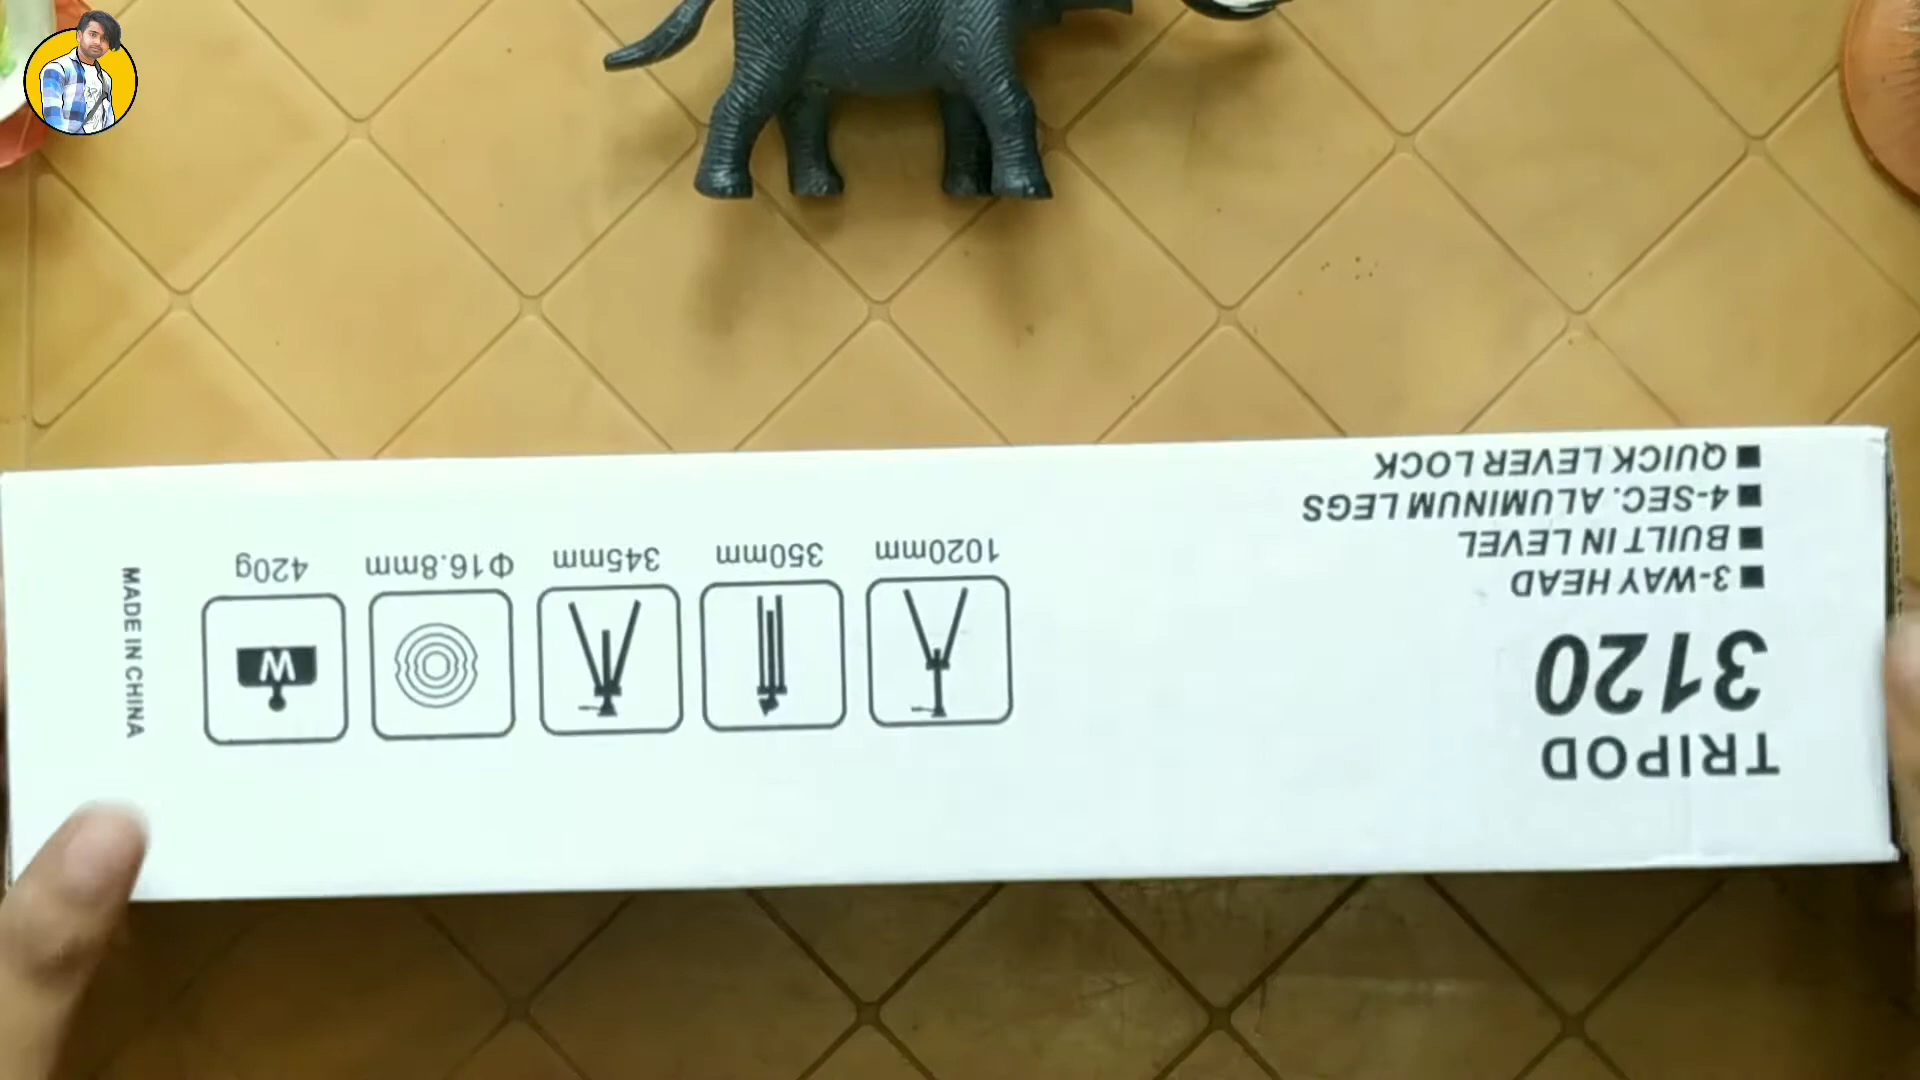 TRIPOD
3120
■ 3-WAY HEAD
■ BUILT IN LEVEL
■ 4-SEC. ALUMINUM LEGS
■ QUICK LEVER LOCK
1020mm 350mm 345mm Φ16.8mm 420g
W
MADE IN CHINA